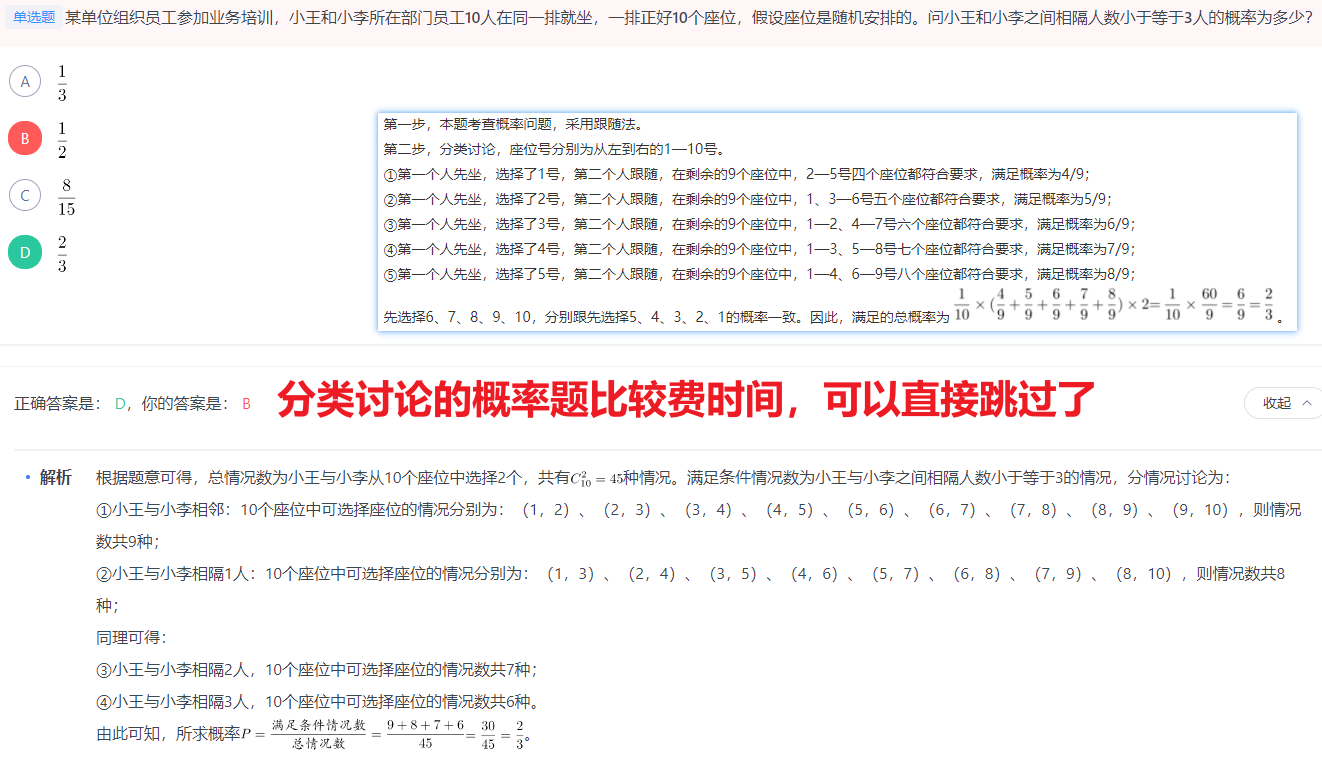 单选题 某单位组织员工参加业务培训，小王和小李所在部门员工10人在同一排就坐，一排正好10个座位，假设座位是随机安排的。问小王和小李之间相隔人数小于等于3人的概率为多少？
A 1/3
B 1/2
C 8/15
D 2/3
第一步，本题考查概率问题，采用跟随法。
第二步，分类讨论，座位号分别为从左到右的1—10号。
①第一个人先坐，选择了1号，第二个人跟随，在剩余的9个座位中，2—5号四个座位都符合要求，满足概率为4/9；
②第一个人先坐，选择了2号，第二个人跟随，在剩余的9个座位中，1、3—6号五个座位都符合要求，满足概率为5/9；
③第一个人先坐，选择了3号，第二个人跟随，在剩余的9个座位中，1—2、4—7号六个座位都符合要求，满足概率为6/9；
④第一个人先坐，选择了4号，第二个人跟随，在剩余的9个座位中，1—3、5—8号七个座位都符合要求，满足概率为7/9；
⑤第一个人先坐，选择了5号，第二个人跟随，在剩余的9个座位中，1—4、6—9号八个座位都符合要求，满足概率为8/9；
先选择6、7、8、9、10，分别跟先选择5、4、3、2、1的概率一致。因此，满足的总概率为 1/10×(4/9+5/9+6/9+7/9+8/9)×2=1/10×60/9=6/9=2/3。
正确答案是： D，你的答案是： B 分类讨论的概率题比较费时间，可以直接跳过了 收起
解析 根据题意可得，总情况数为小王与小李从10个座位中选择2个，共有C₁₀²=45种情况。满足条件情况数为小王与小李之间相隔人数小于等于3的情况，分情况讨论为：
①小王与小李相邻：10个座位中可选择座位的情况分别为：（1，2）、（2，3）、（3，4）、（4，5）、（5，6）、（6，7）、（7，8）、（8，9）、（9，10），则情况
数共9种；
②小王与小李相隔1人：10个座位中可选择座位的情况分别为：（1，3）、（2，4）、（3，5）、（4，6）、（5，7）、（6，8）、（7，9）、（8，10），则情况数共8
种；
同理可得：
③小王与小李相隔2人，10个座位中可选择座位的情况数共7种；
④小王与小李相隔3人，10个座位中可选择座位的情况数共6种。
由此可知，所求概率P=满足条件情况数/总情况数=(9+8+7+6)/45=30/45=2/3。